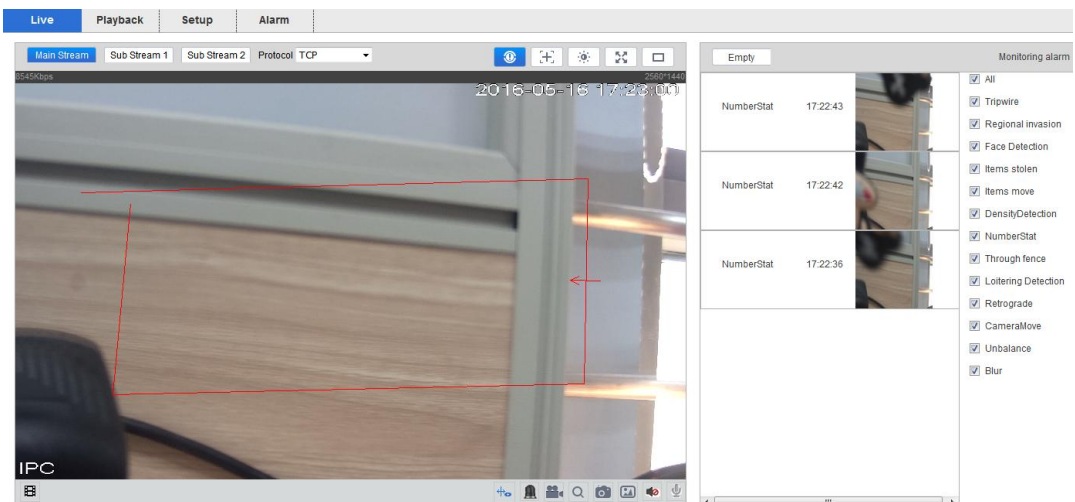 Live Playback Setup Alarm
Main Stream Sub Stream 1 Sub Stream 2 Protocol TCP
8545Kbps 2560*1440
2016-05-16 17:23:00
IPC
Empty Monitoring alarm
NumberStat 17:22:43
NumberStat 17:22:42
NumberStat 17:22:36
All
Tripwire
Regional invasion
Face Detection
Items stolen
Items move
DensityDetection
NumberStat
Through fence
Loitering Detection
Retrograde
CameraMove
Unbalance
Blur